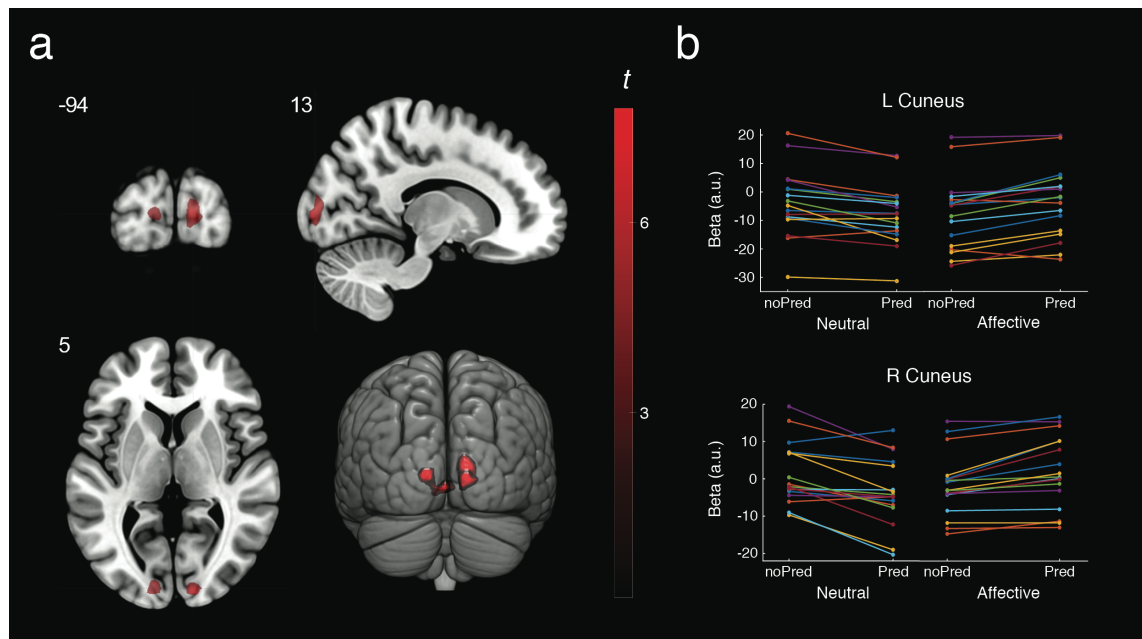 a
-94
13
t
6
3
5
b
L Cuneus
20
10
0
-10
-20
-30
Beta (a.u.)
noPred Pred noPred Pred
Neutral Affective
R Cuneus
20
10
0
-10
-20
Beta (a.u.)
noPred Pred noPred Pred
Neutral Affective